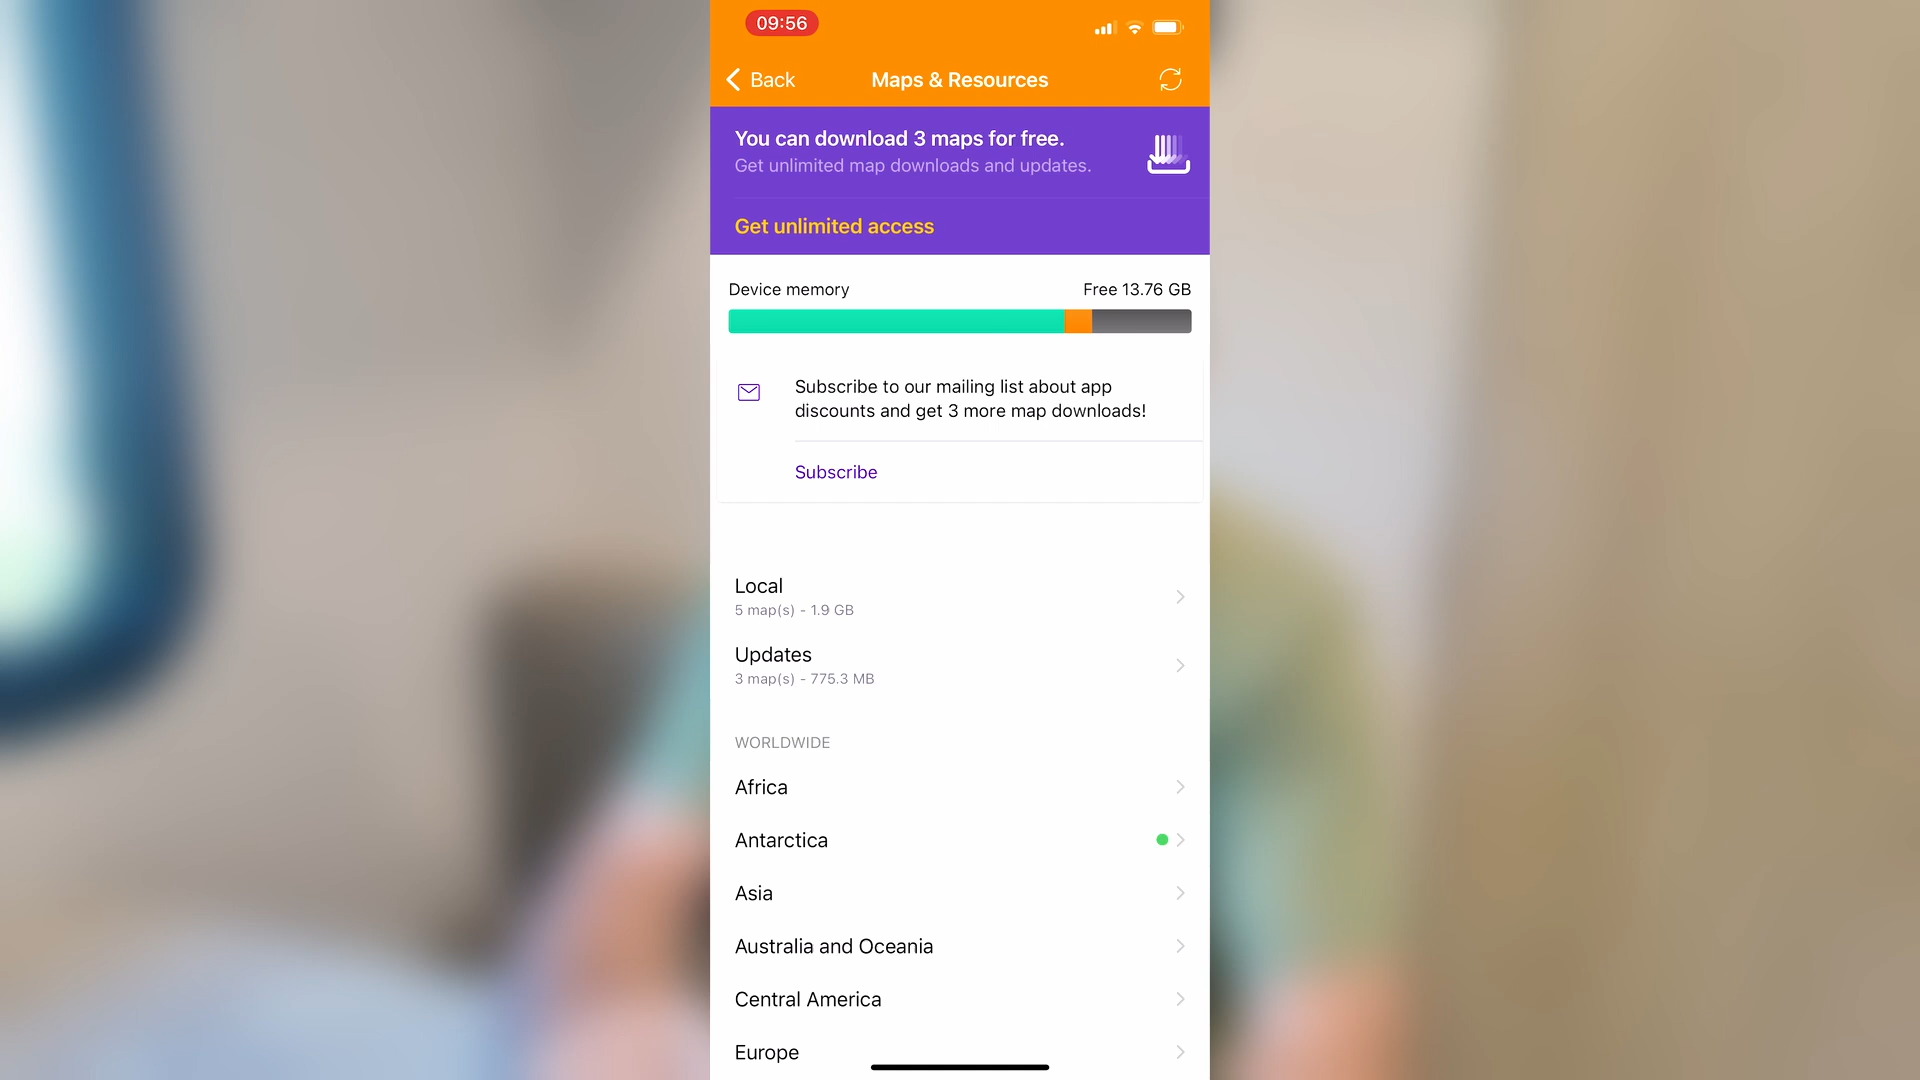 09:56
Back
Maps & Resources
You can download 3 maps for free.
Get unlimited map downloads and updates.
Get unlimited access
Device memory
Free 13.76 GB
Subscribe to our mailing list about app
discounts and get 3 more map downloads!
Subscribe
Local
5 map(s) - 1.9 GB
Updates
3 map(s) - 775.3 MB
WORLDWIDE
Africa
Antarctica
Asia
Australia and Oceania
Central America
Europe